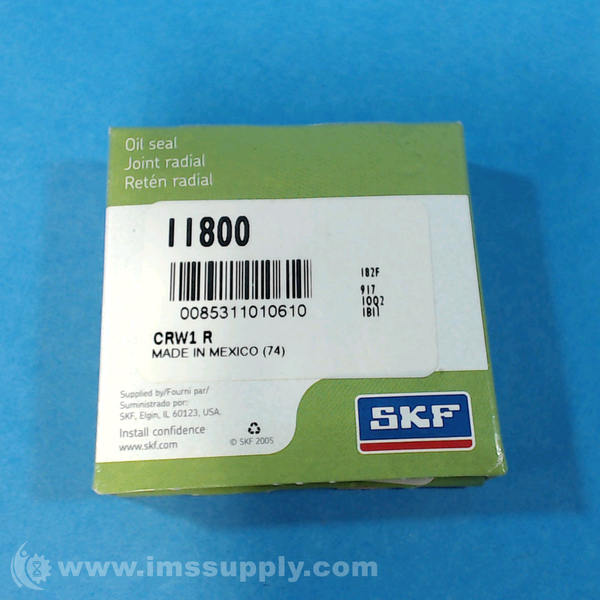 Oil seal
Joint radial
Retén radial
11800
182F
917
10Q2
1B11
0085311010610
CRW1 R
MADE IN MEXICO (74)
Supplied by/Fourni par/
Suministrado por:
SKF, Elgin, IL 60123, USA.
Install confidence
www.skf.com
© SKF 2005
SKF
www.imssupply.com